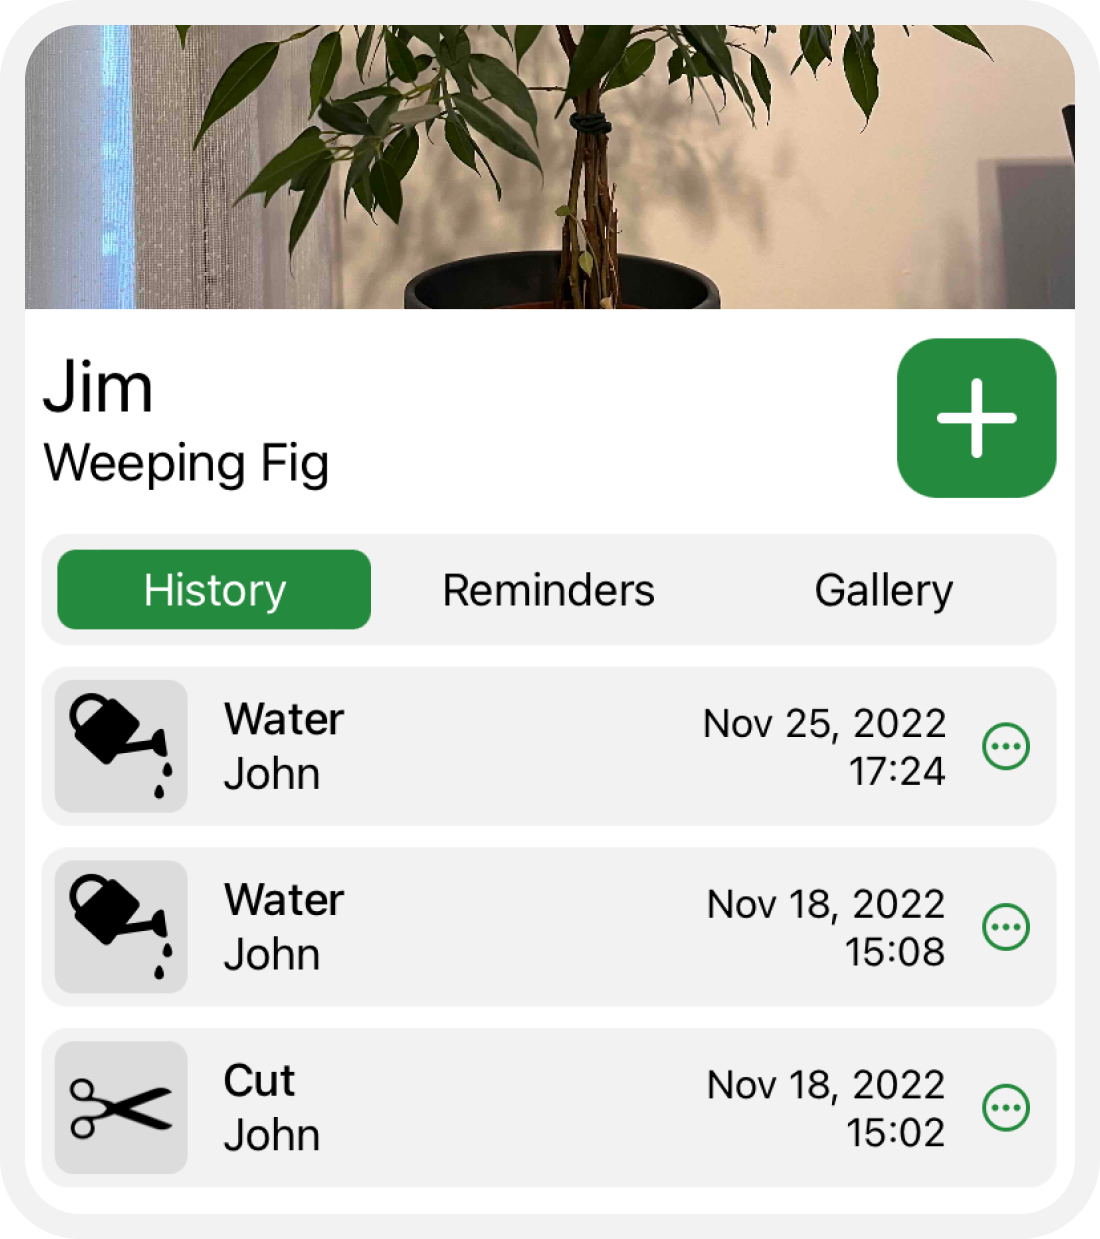 Jim
Weeping Fig
History Reminders Gallery
Water
John
Nov 25, 2022
17:24
Water
John
Nov 18, 2022
15:08
Cut
John
Nov 18, 2022
15:02